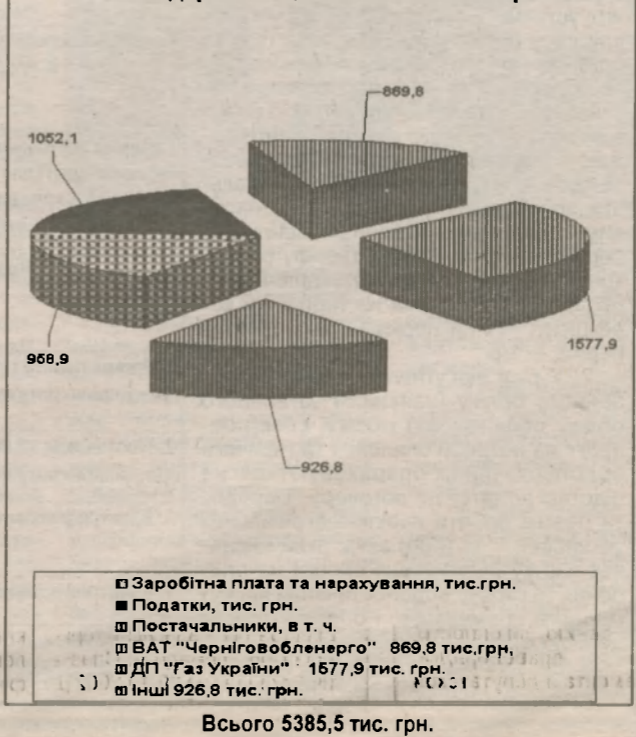 869,8
1052,1
1577,9
958,9
926,8
Заробітна плата та нарахування, тис.грн.
Податки, тис. грн.
Постачальники, в т. ч.
ВАТ "Черніговобленерго" 869,8 тис,грн,
ДП "Газ України" 1577,9 тис. грн.
Інші 926,8 тис. грн.
Всього 5385,5 тис. грн.